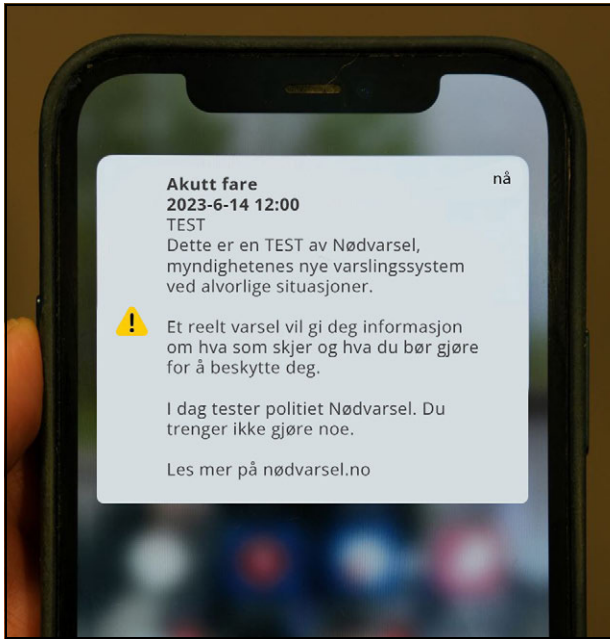 Akutt fare
nå
2023-6-14 12:00
TEST
Dette er en TEST av Nødvarsel,
myndighetenes nye varslingssystem
ved alvorlige situasjoner.
Et reelt varsel vil gi deg informasjon
om hva som skjer og hva du bør gjøre
for å beskytte deg.
I dag tester politiet Nødvarsel. Du
trenger ikke gjøre noe.
Les mer på nødvarsel.no